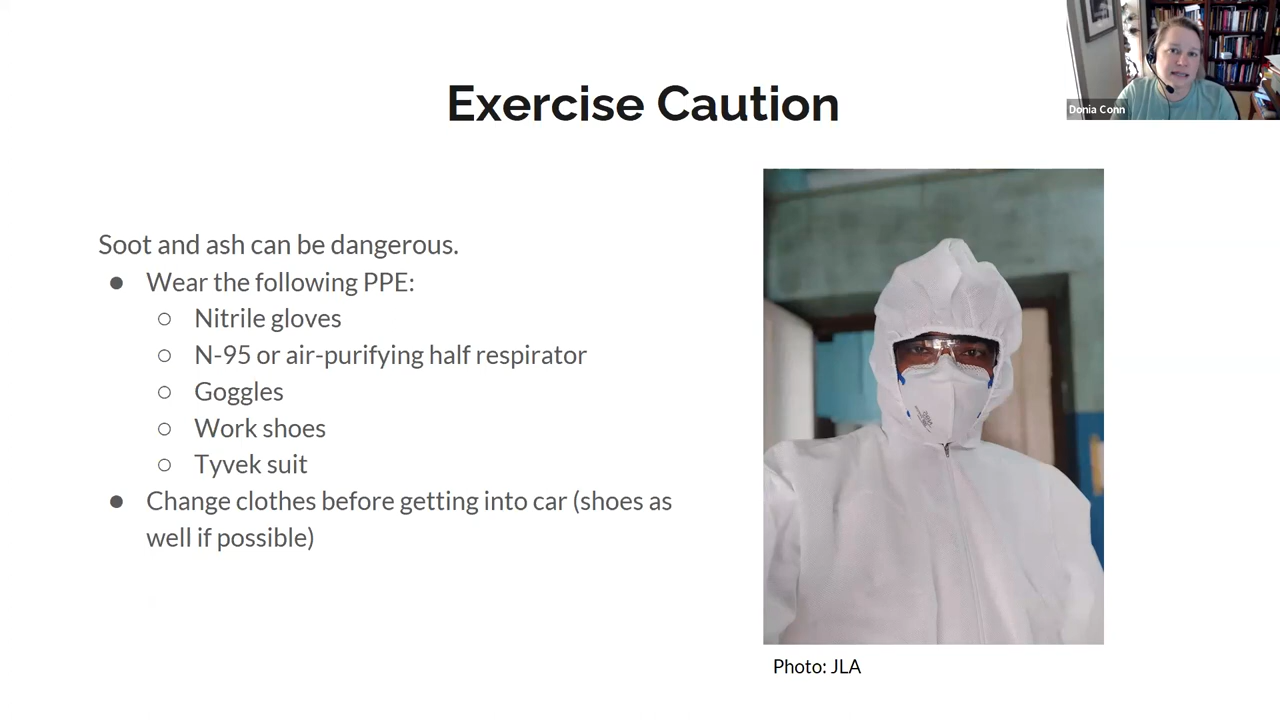 Exercise Caution
Donia Conn
Soot and ash can be dangerous.
● Wear the following PPE:
○ Nitrile gloves
○ N-95 or air-purifying half respirator
○ Goggles
○ Work shoes
○ Tyvek suit
● Change clothes before getting into car (shoes as
well if possible)
Photo: JLA